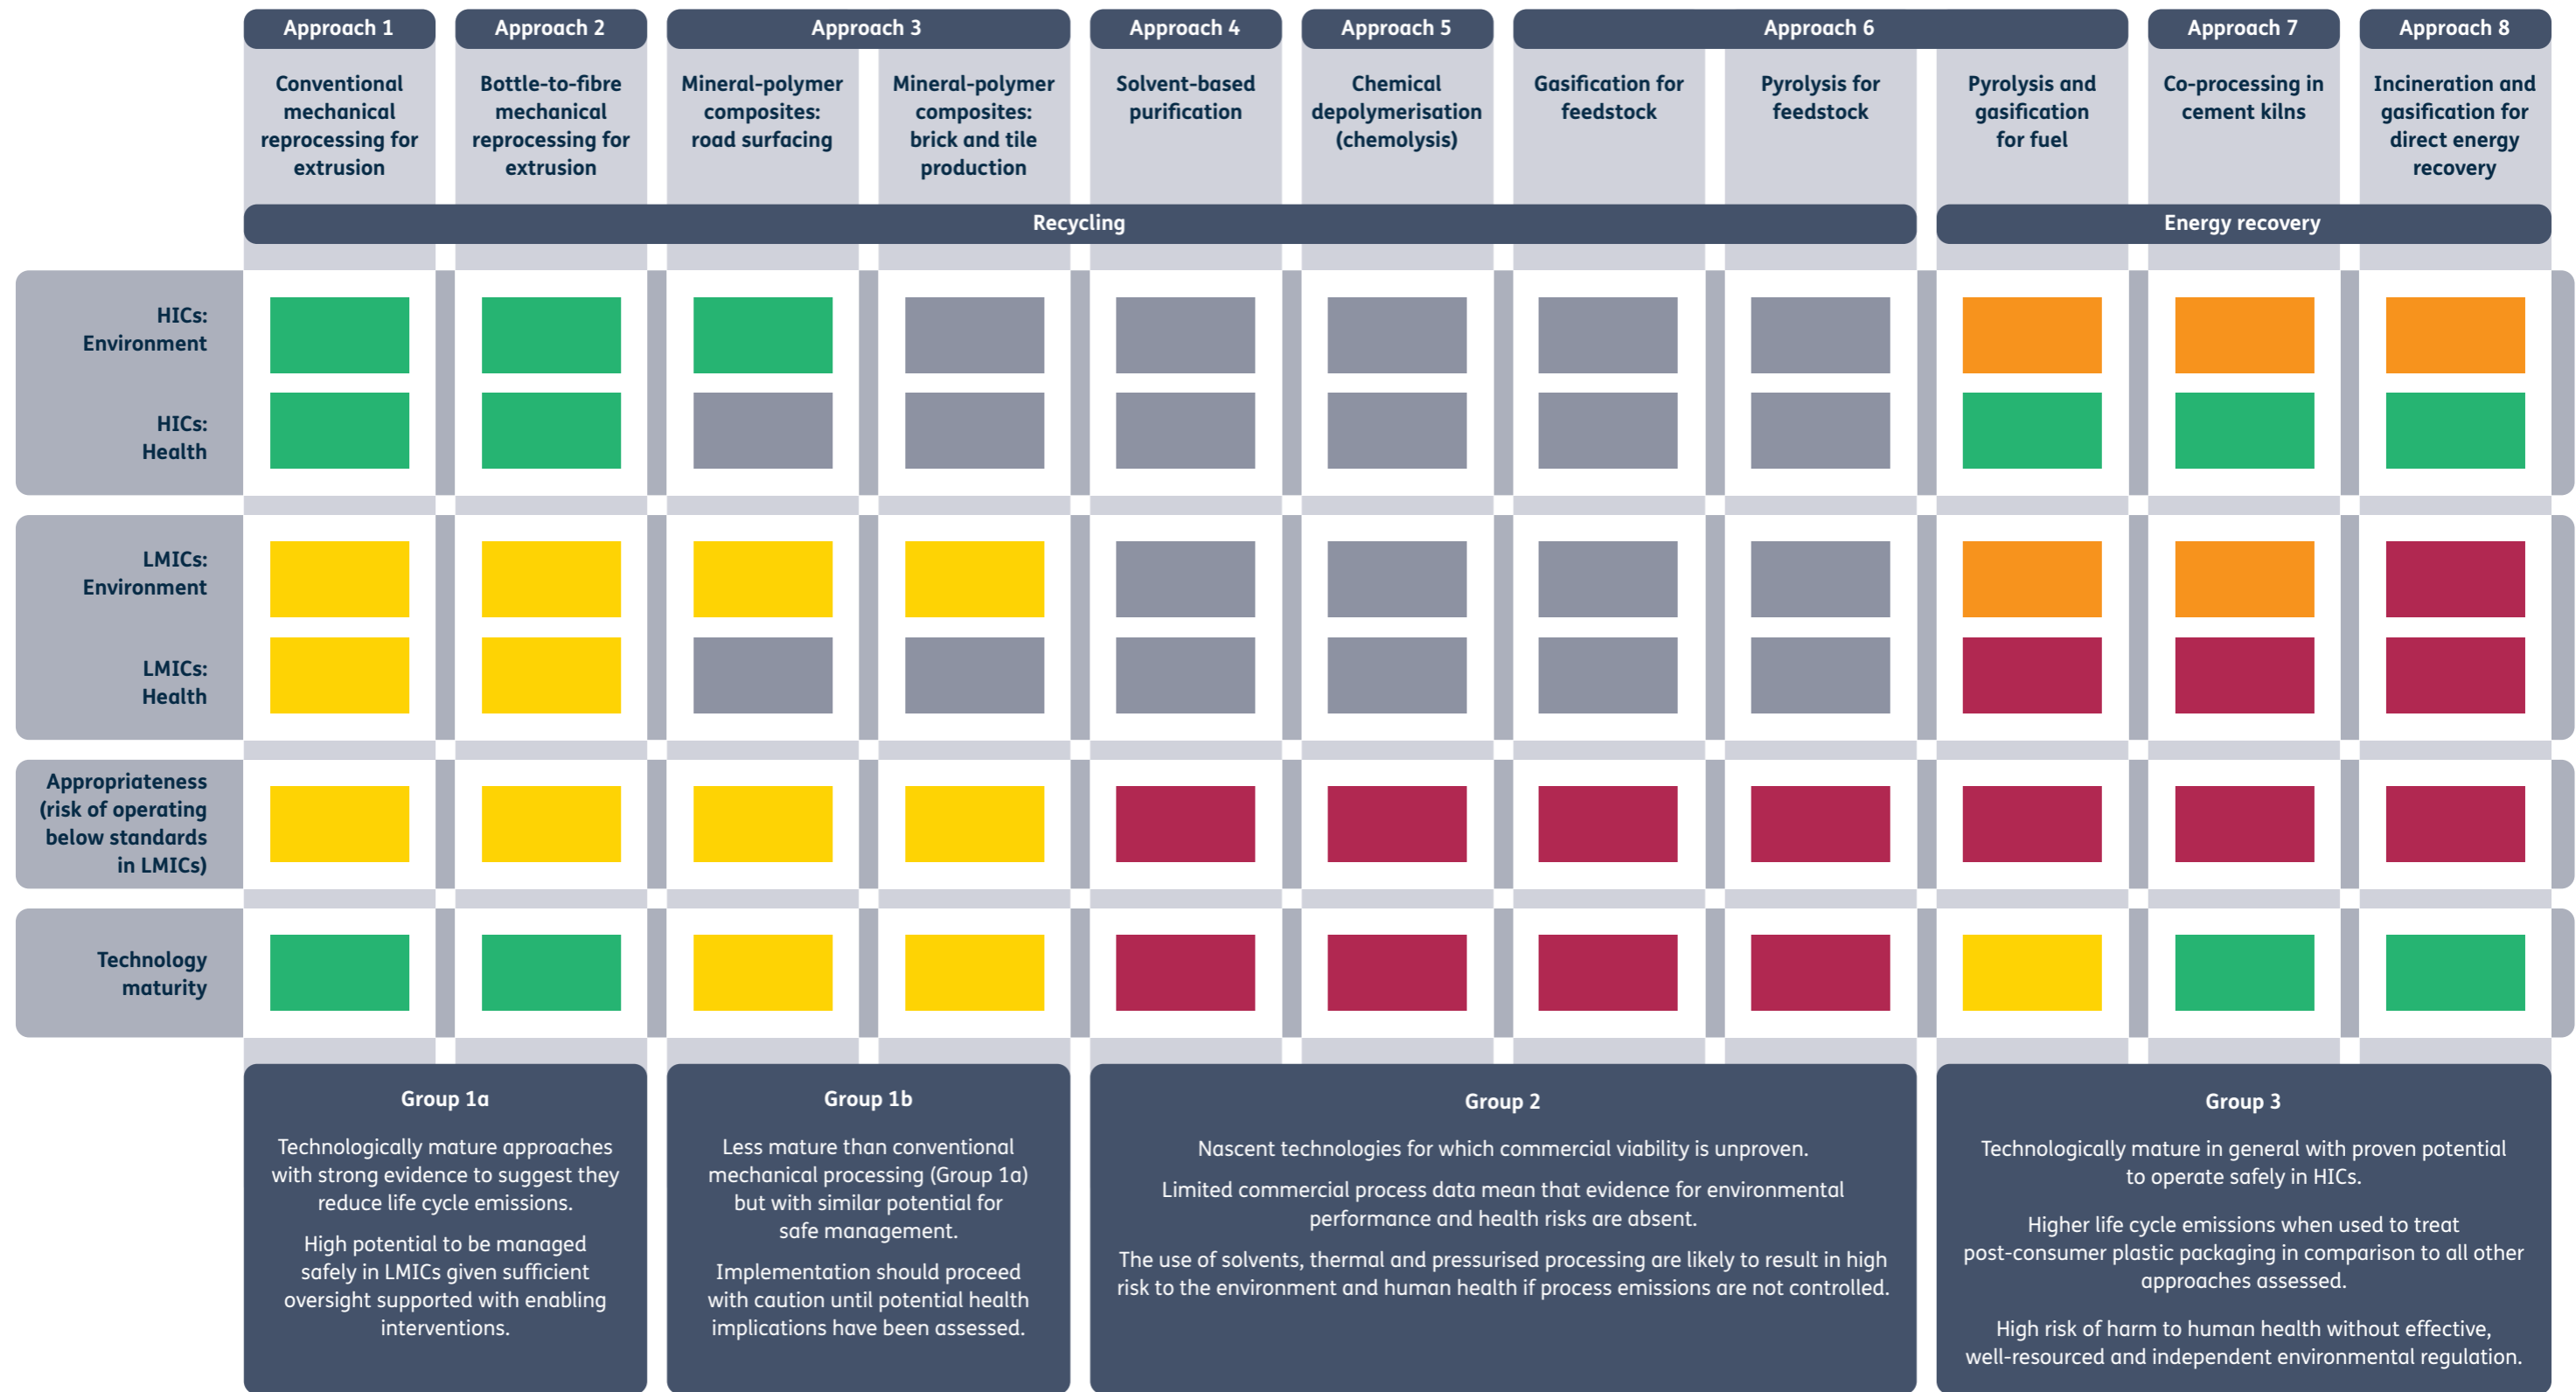 Approach 1
Approach 2
Approach 3
Approach 4
Approach 5
Approach 6
Approach 7
Approach 8
Conventional
mechanical
reprocessing for
extrusion
Bottle-to-fibre
mechanical
reprocessing for
extrusion
Mineral-polymer
composites:
road surfacing
Mineral-polymer
composites:
brick and tile
production
Solvent-based
purification
Chemical
depolymerisation
(chemolysis)
Gasification for
feedstock
Pyrolysis for
feedstock
Pyrolysis and
gasification
for fuel
Co-processing in
cement kilns
Incineration and
gasification for
direct energy
recovery
Recycling
Energy recovery
HICs:
Environment
HICs:
Health
LMICs:
Environment
LMICs:
Health
Appropriateness
(risk of operating
below standards
in LMICs)
Technology
maturity
Group 1a
Technologically mature approaches
with strong evidence to suggest they
reduce life cycle emissions.
High potential to be managed
safely in LMICs given sufficient
oversight supported with enabling
interventions.
Group 1b
Less mature than conventional
mechanical processing (Group 1a)
but with similar potential for
safe management.
Implementation should proceed
with caution until potential health
implications have been assessed.
Group 2
Nascent technologies for which commercial viability is unproven.
Limited commercial process data mean that evidence for environmental
performance and health risks are absent.
The use of solvents, thermal and pressurised processing are likely to result in high
risk to the environment and human health if process emissions are not controlled.
Group 3
Technologically mature in general with proven potential
to operate safely in HICs.
Higher life cycle emissions when used to treat
post-consumer plastic packaging in comparison to all other
approaches assessed.
High risk of harm to human health without effective,
well-resourced and independent environmental regulation.